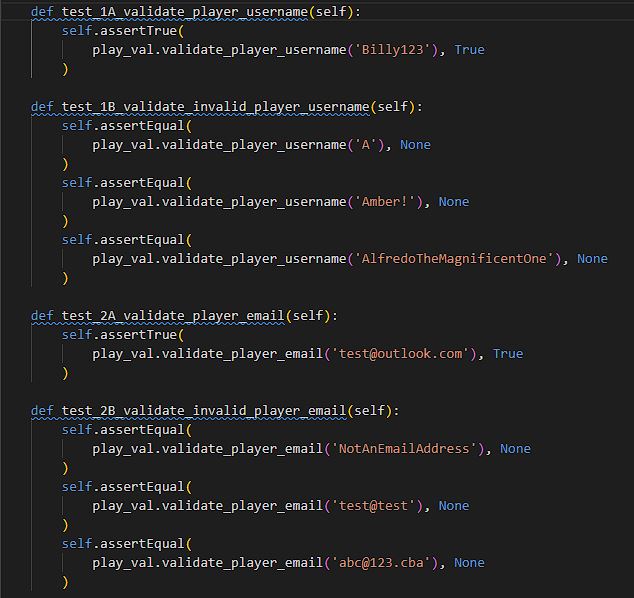 def test_1A_validate_player_username(self):
    self.assertTrue(
        play_val.validate_player_username('Billy123'), True
    )

def test_1B_validate_invalid_player_username(self):
    self.assertEqual(
        play_val.validate_player_username('A'), None
    )
    self.assertEqual(
        play_val.validate_player_username('Amber!'), None
    )
    self.assertEqual(
        play_val.validate_player_username('AlfredoTheMagnificentOne'), None
    )

def test_2A_validate_player_email(self):
    self.assertTrue(
        play_val.validate_player_email('test@outlook.com'), True
    )

def test_2B_validate_invalid_player_email(self):
    self.assertEqual(
        play_val.validate_player_email('NotAnEmailAddress'), None
    )
    self.assertEqual(
        play_val.validate_player_email('test@test'), None
    )
    self.assertEqual(
        play_val.validate_player_email('abc@123.cba'), None
    )